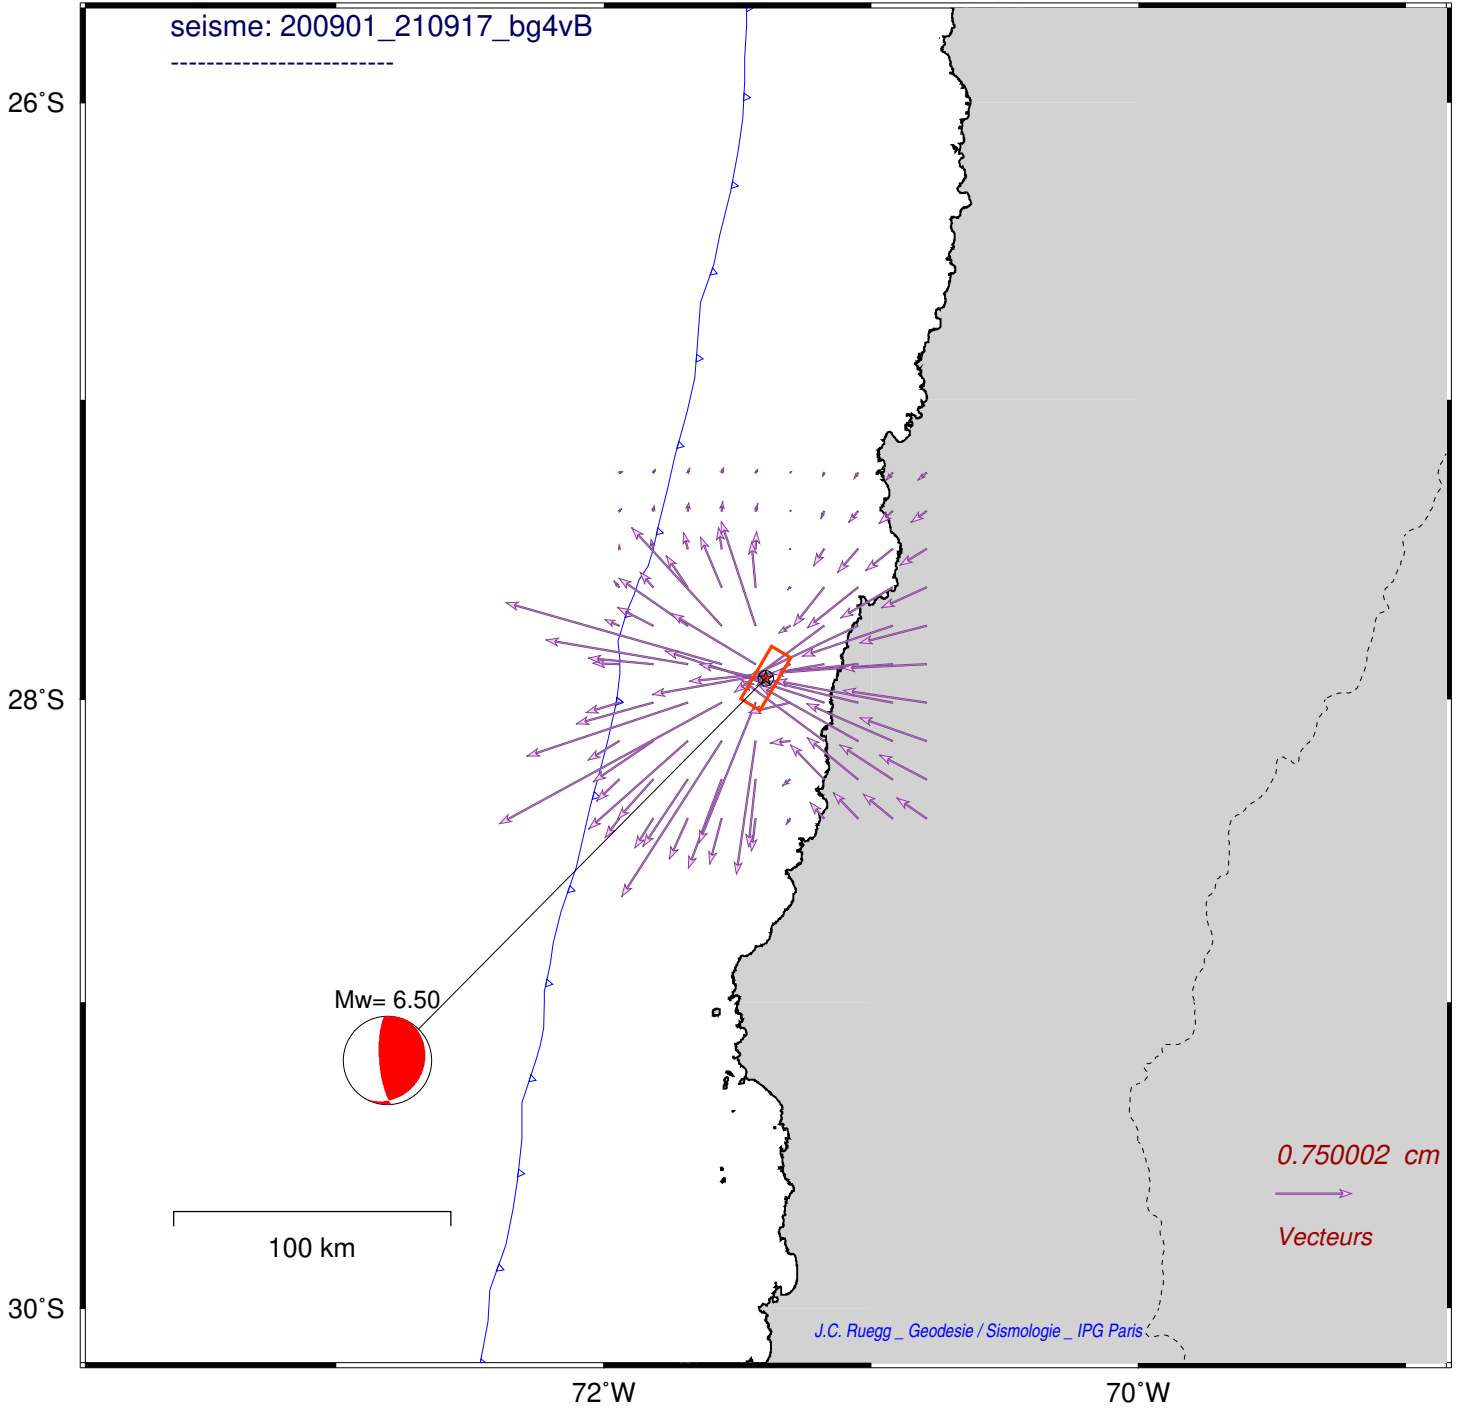 seisme: 200901_210917_bg4vB
-------------------------
26°S
28°S
Mw= 6.50
0.750002 cm
100 km
Vecteurs
30°S
J.C. Ruegg _ Geodesie / Sismologie _ IPG Paris
72°W
70°W